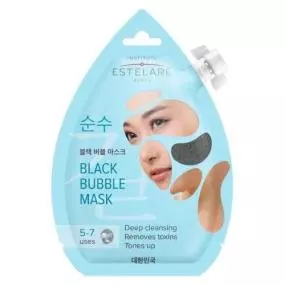 INSTITUTE
ESTELARE
KOREA
순수
블랙 버블 마스크
BLACK
BUBBLE
MASK
5-7
uses
Deep cleansing
Removes toxins
Tones up
대한민국